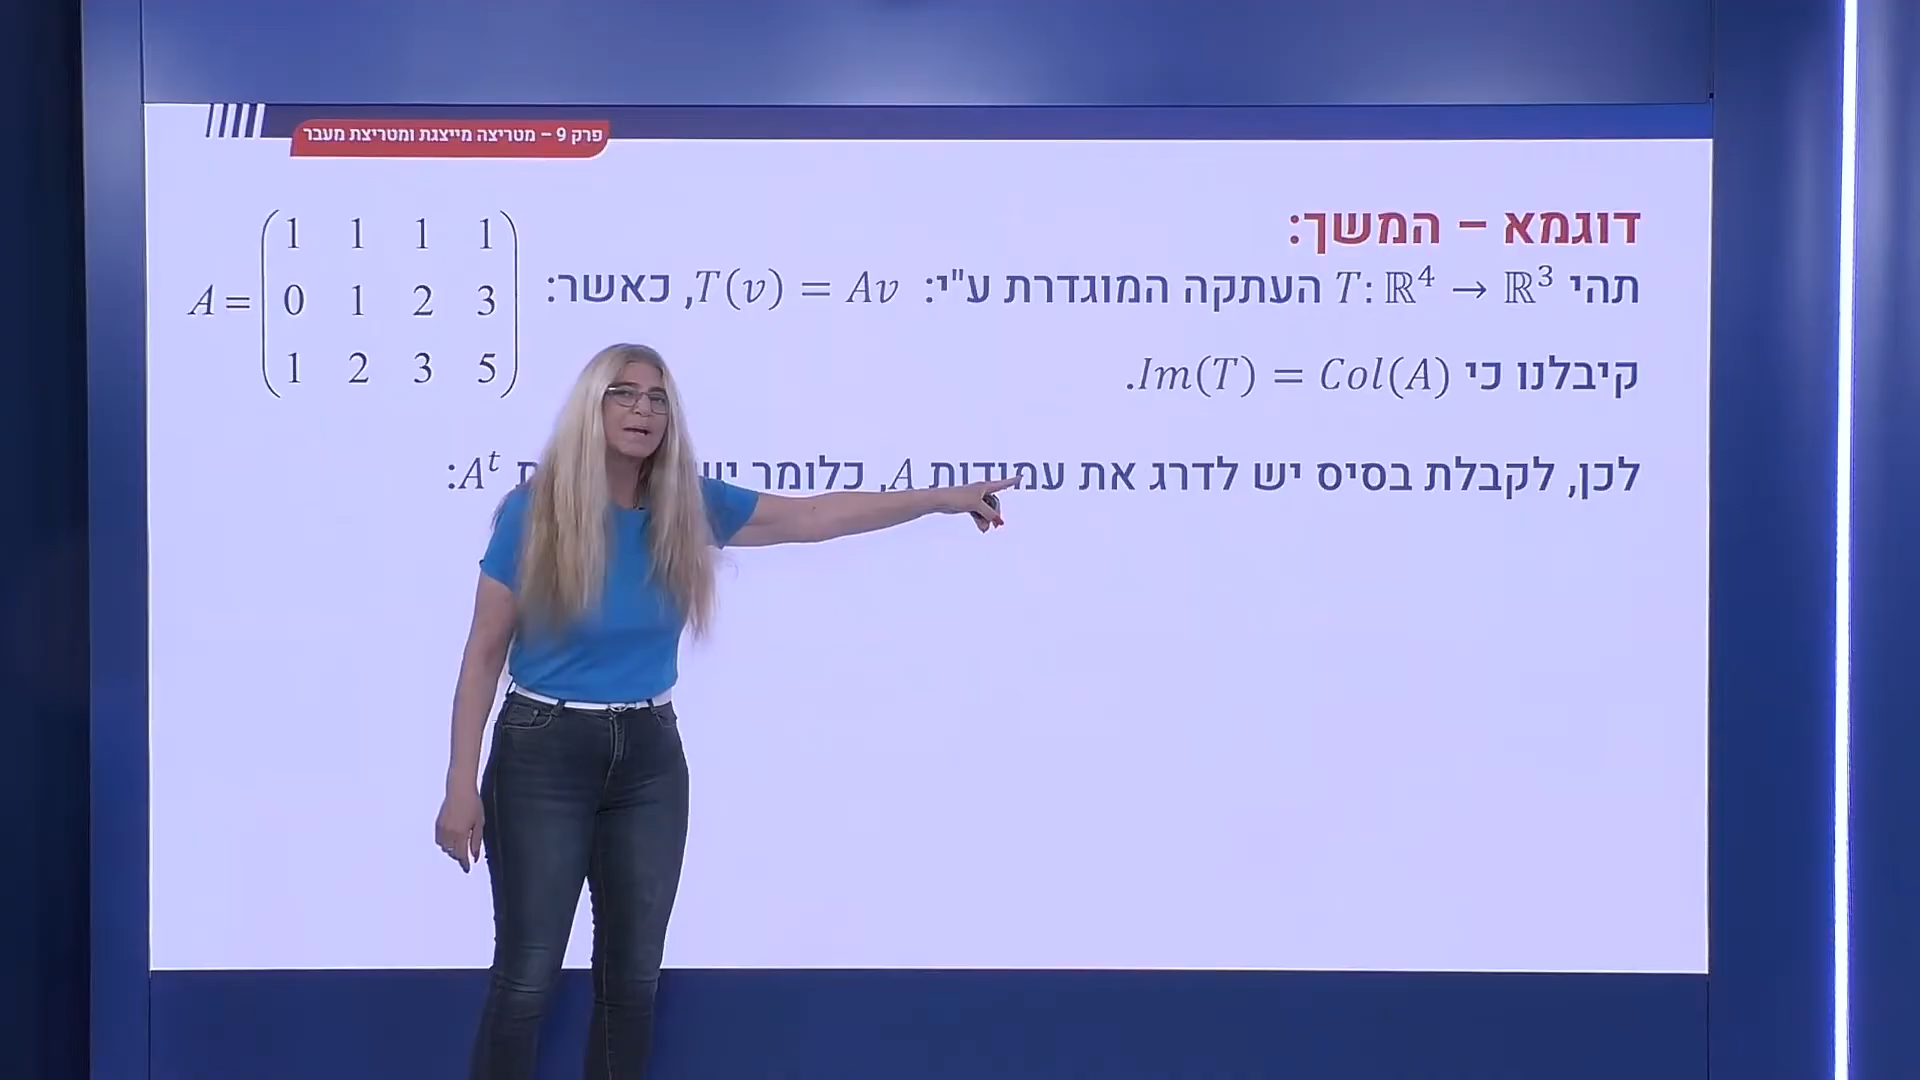 פרק 9 – מטריצה מייצגת ומטריצת מעבר
דוגמא – המשך:
תהי T: ℝ⁴ → ℝ³ העתקה המוגדרת ע"י: T(v) = Av, כאשר:
A = ( 1 1 1 1
0 1 2 3
1 2 3 5 )
קיבלנו כי Im(T) = Col(A).
לכן, לקבלת בסיס יש לדרג את עמודות A, כלומר יש Aᵗ: